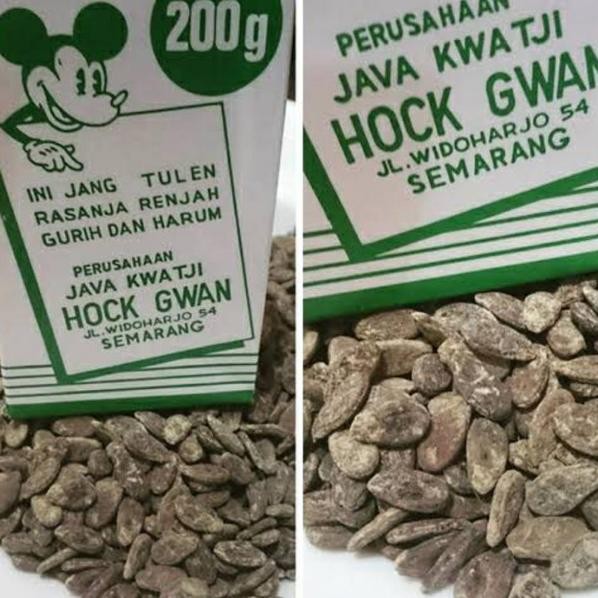 200g
INI JANG TULEN
RASANJA RENJAH
GURIH DAN HARUM
PERUSAHAAN
JAVA KWATJI
HOCK GWAN
JL.WIDOHARJO 54
SEMARANG
PERUSAHAAN
JAVA KWATJI
HOCK GWAN
JL.WIDOHARJO 54
SEMARANG